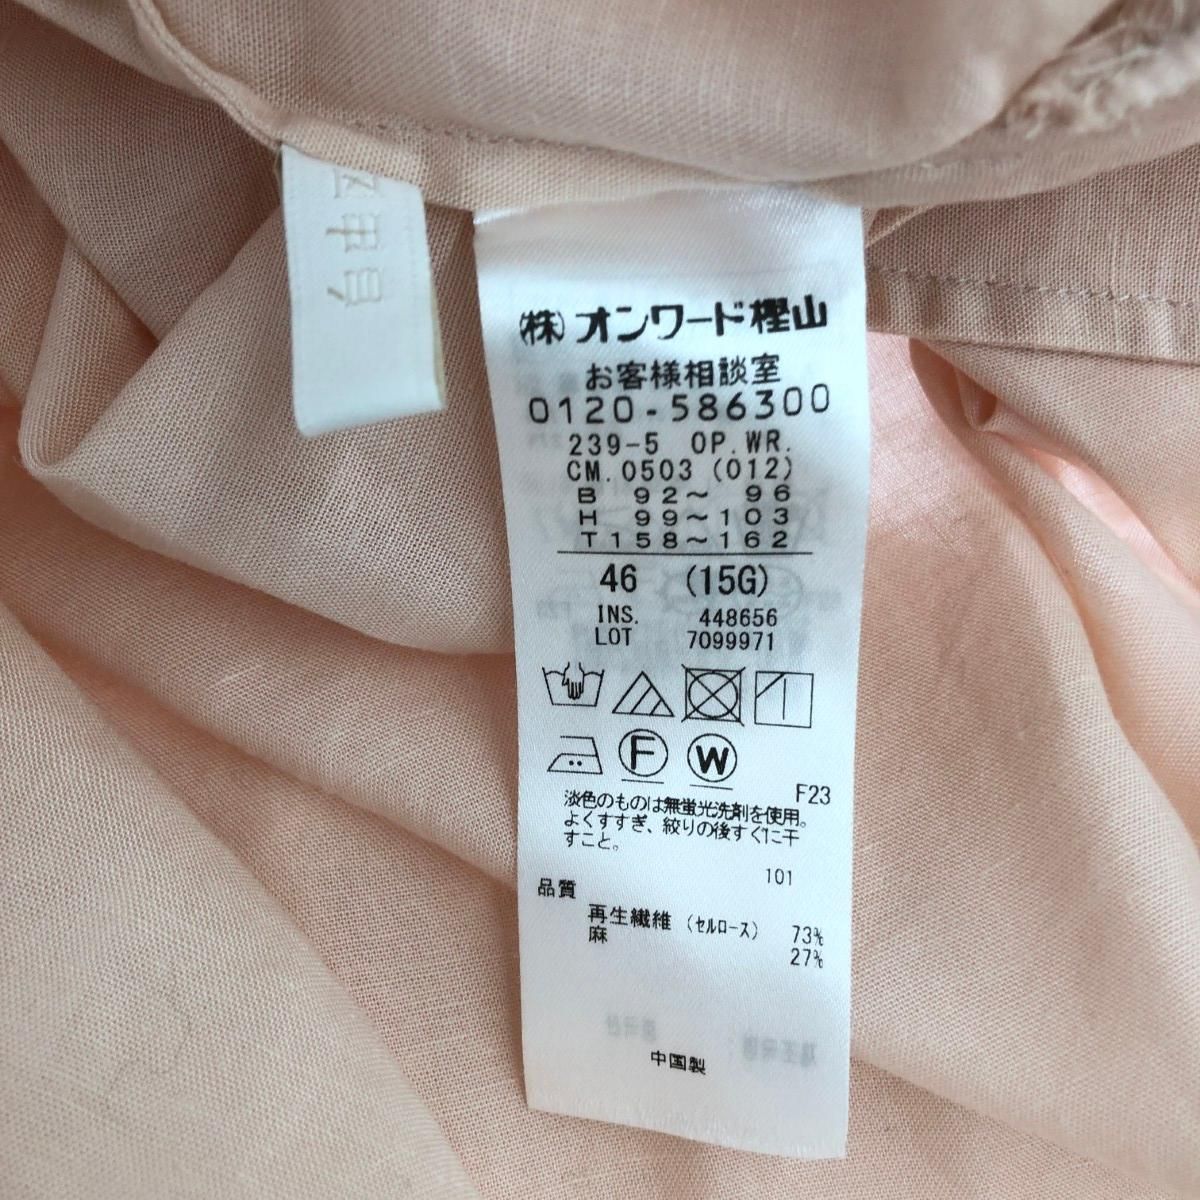 中国
(株)オンワード樫山
お客様相談室
0120-586300
239-5 OP.WR.
CM.0503 (012)
B 92～ 96
H 99～103
T158～162
46 (15G)
INS. 448656
LOT 7099971
F
W
F23
淡色のものは無蛍光洗剤を使用。
よくすすぎ、絞りの後すぐに干
すこと。
101
品質
再生繊維 (セルロース) 73%
麻 27%
中国製